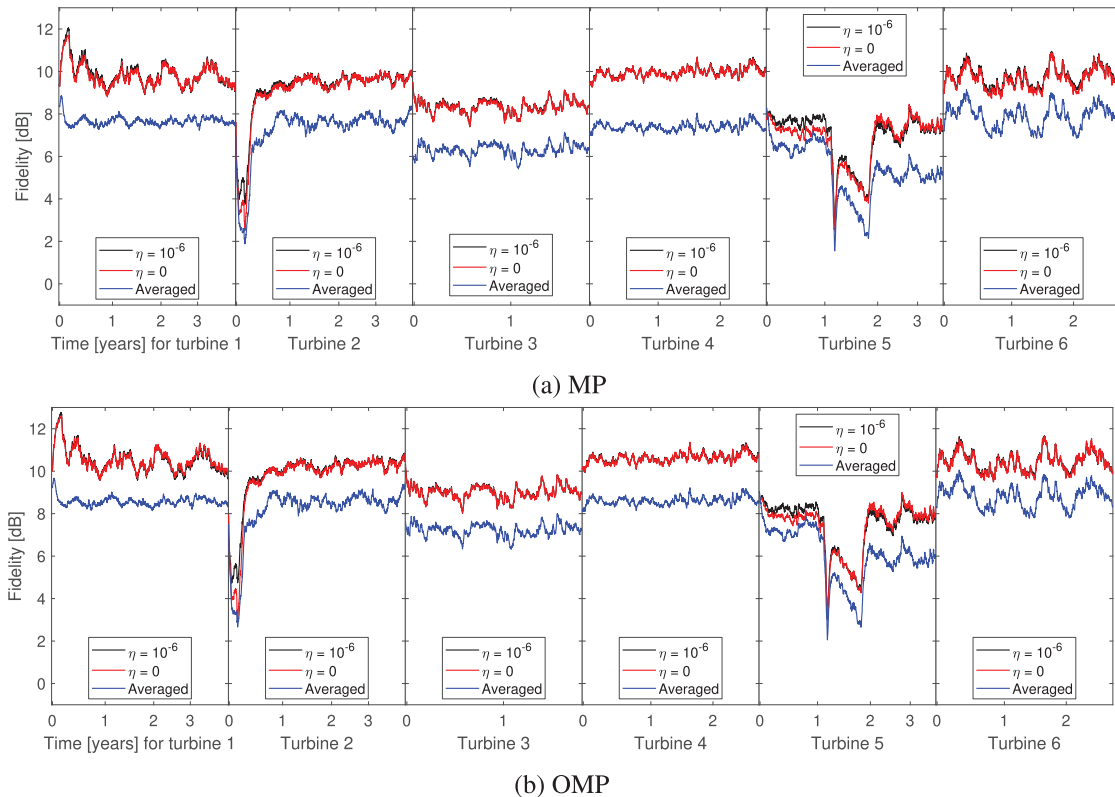 12
10
8
6
4
2
0
Fidelity [dB]
η = 10-6
η = 0
Averaged
η = 10-6
η = 0
Averaged
η = 10-6
η = 0
Averaged
η = 10-6
η = 0
Averaged
η = 10-6
η = 0
Averaged
η = 10-6
η = 0
Averaged
0 1 2 3 0 1 2 3 0 1 0 1 2 0 1 2 3 0 1 2
Time [years] for turbine 1 Turbine 2 Turbine 3 Turbine 4 Turbine 5 Turbine 6
(a) MP
12
10
8
6
4
2
0
Fidelity [dB]
η = 10-6
η = 0
Averaged
η = 10-6
η = 0
Averaged
η = 10-6
η = 0
Averaged
η = 10-6
η = 0
Averaged
η = 10-6
η = 0
Averaged
η = 10-6
η = 0
Averaged
0 1 2 3 0 1 2 3 0 1 0 1 2 0 1 2 3 0 1 2
Time [years] for turbine 1 Turbine 2 Turbine 3 Turbine 4 Turbine 5 Turbine 6
(b) OMP